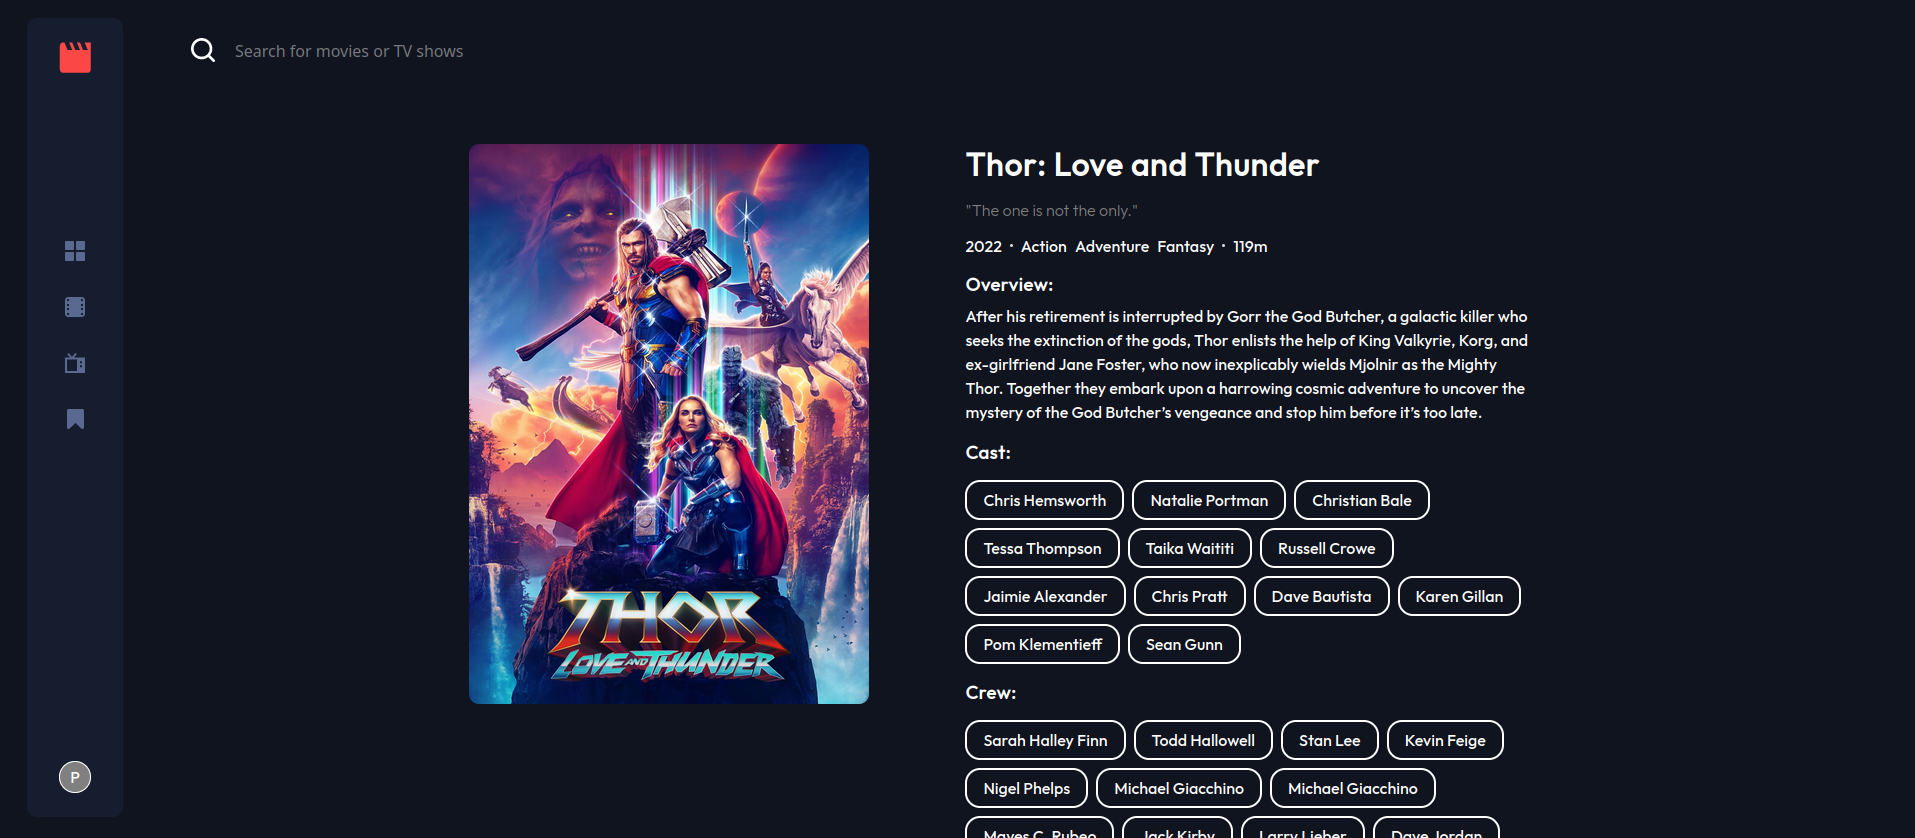 Search for movies or TV shows
THOR
LOVE AND THUNDER
Thor: Love and Thunder
"The one is not the only."
2022 · Action Adventure Fantasy · 119m
Overview:
After his retirement is interrupted by Gorr the God Butcher, a galactic killer who
seeks the extinction of the gods, Thor enlists the help of King Valkyrie, Korg, and
ex-girlfriend Jane Foster, who now inexplicably wields Mjolnir as the Mighty
Thor. Together they embark upon a harrowing cosmic adventure to uncover the
mystery of the God Butcher’s vengeance and stop him before it’s too late.
Cast:
Chris Hemsworth Natalie Portman Christian Bale
Tessa Thompson Taika Waititi Russell Crowe
Jaimie Alexander Chris Pratt Dave Bautista Karen Gillan
Pom Klementieff Sean Gunn
Crew:
Sarah Halley Finn Todd Hallowell Stan Lee Kevin Feige
Nigel Phelps Michael Giacchino Michael Giacchino
Mayes C. Rubeo Jack Kirby Larry Lieber Dave Jordan
P